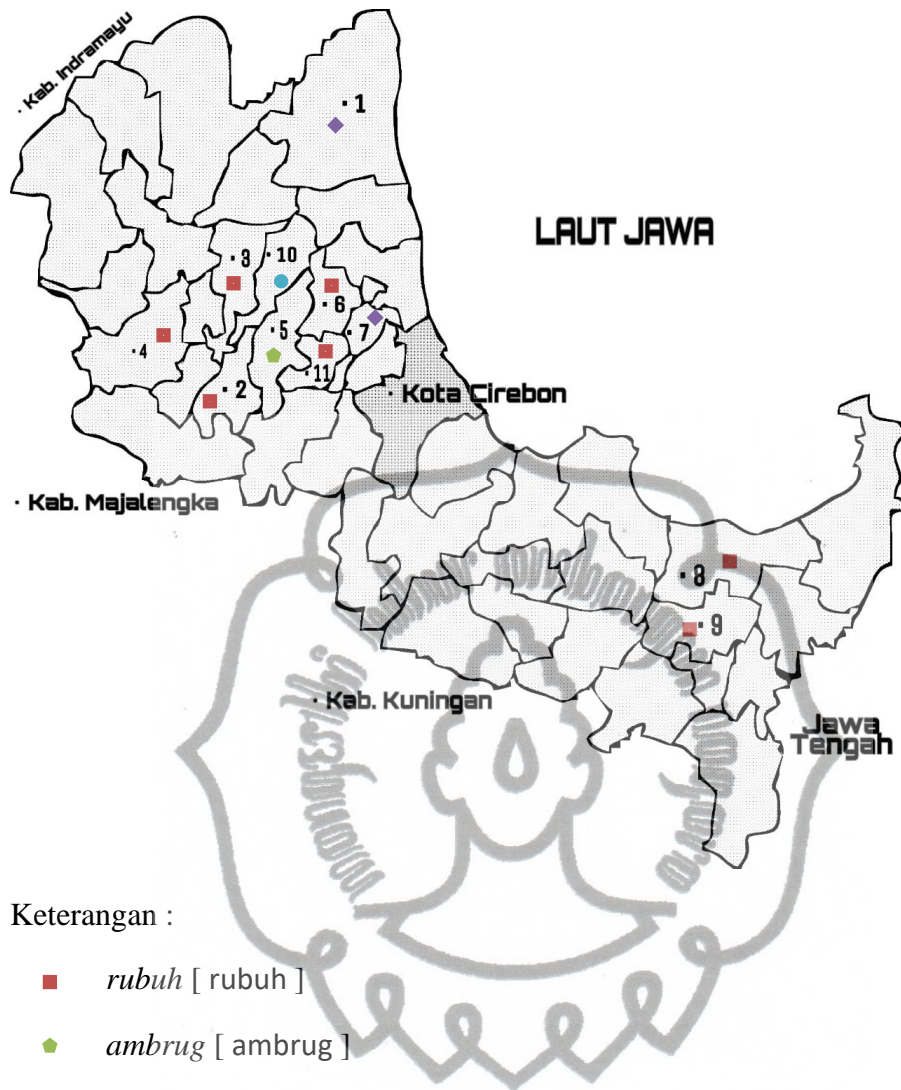 · Kab. Indramayu
· 1
LAUT JAWA
· 3
· 10
· 6
· 5
· 7
· 4
· 11
· 2
· Kota Cirebon
· Kab. Majalengka
· 8
· 9
· Kab. Kuningan
Jawa
Tengah
Keterangan :
rubuh [ rubuh ]
ambrug [ ambrug ]